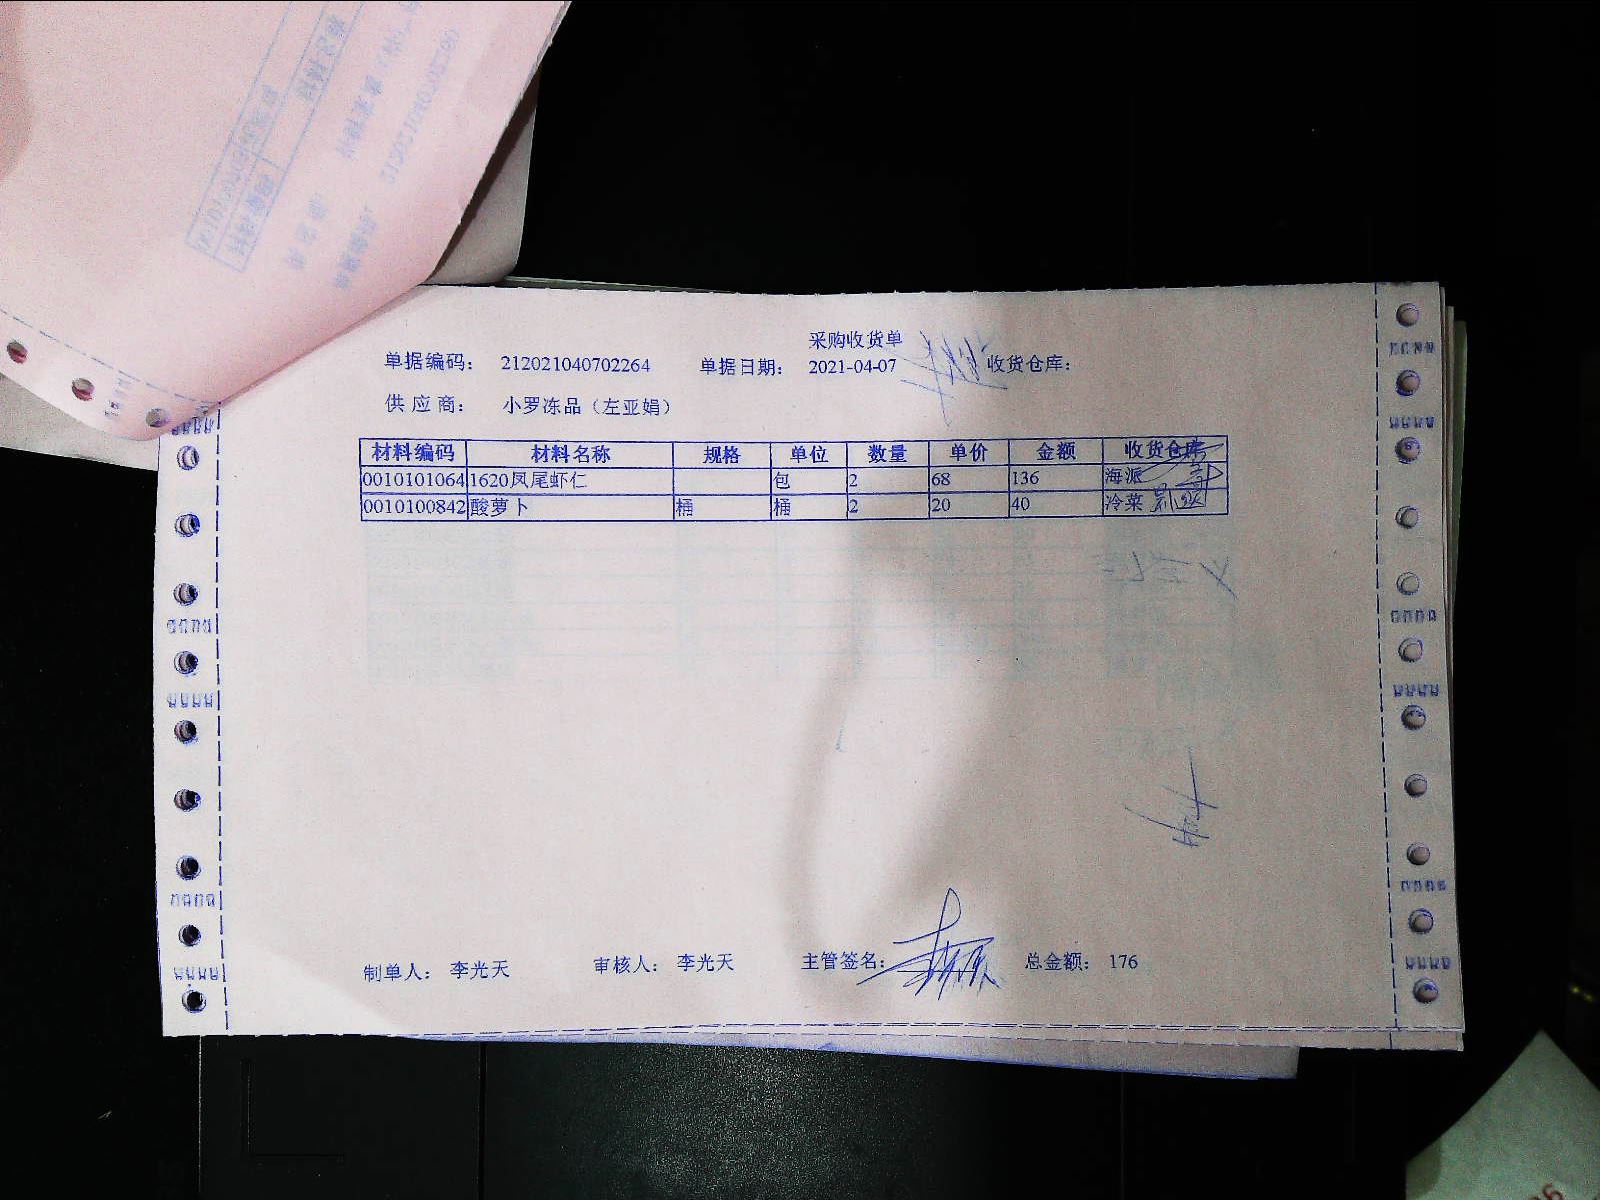 采购收货单
单据编码： 212021040702264 单据日期： 2021-04-07 收货仓库：
供 应 商： 小罗冻品（左亚娟）
材料编码 材料名称 规格 单位 数量 单价 金额 收货仓库
0010101064 1620凤尾虾仁 包 2 68 136 海派
0010100842 酸萝卜 桶 桶 2 20 40 冷菜
制单人： 李光天 审核人： 李光天 主管签名： 总金额： 176